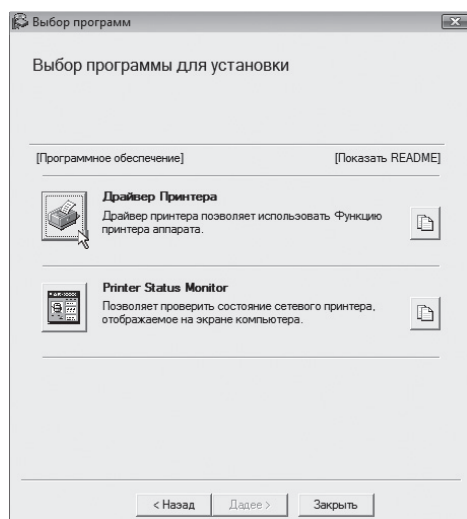 Выбор программ
Выбор программы для установки
[Программное обеспечение] [Показать README]
Драйвер Принтера
Драйвер принтера позволяет использовать Функцию
принтера аппарата.
Printer Status Monitor
Позволяет проверить состояние сетевого принтера,
отображаемое на экране компьютера.
< Назад Далее > Закрыть